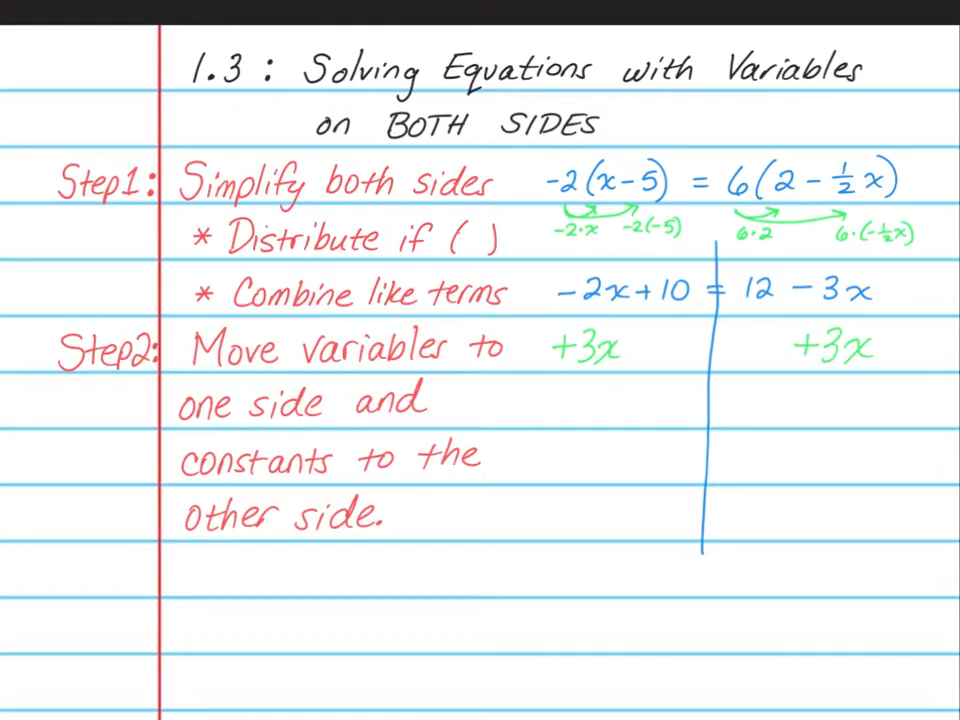 1.3 : Solving Equations with Variables
on BOTH SIDES
Step1: Simplify both sides -2(x-5) = 6(2 - 1/2 x)
* Distribute if ( ) -2·x -2(-5) 6·2 6·(-1/2x)
* Combine like terms -2x+10 = 12 - 3x
Step2: Move variables to +3x +3x
one side and
constants to the
other side.